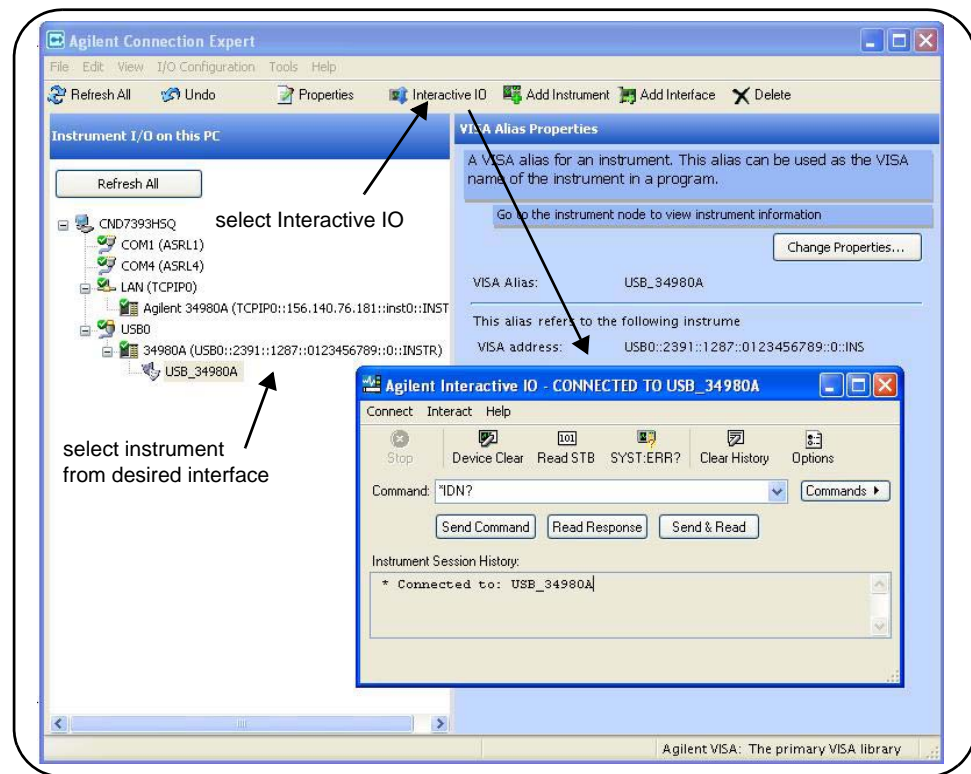 Agilent Connection Expert
File Edit View I/O Configuration Tools Help
Refresh All Undo Properties Interactive IO Add Instrument Add Interface Delete
Instrument I/O on this PC
Refresh All
select Interactive IO
CND7393H5Q
COM1 (ASRL1)
COM4 (ASRL4)
LAN (TCPIP0)
Agilent 34980A (TCPIP0::156.140.76.181::inst0::INST
USB0
34980A (USB0::2391::1287::0123456789::0::INSTR)
USB_34980A
select instrument
from desired interface
VISA Alias Properties
A VISA alias for an instrument. This alias can be used as the VISA
name of the instrument in a program.
Go to the instrument node to view instrument information
Change Properties...
VISA Alias: USB_34980A
This alias refers to the following instrume
VISA address: USB0::2391::1287::0123456789::0::INS
Agilent Interactive IO - CONNECTED TO USB_34980A
Connect Interact Help
Stop Device Clear Read STB SYST:ERR? Clear History Options
Command: *IDN? Commands
Send Command Read Response Send & Read
Instrument Session History:
* Connected to: USB_34980A
Agilent VISA: The primary VISA library